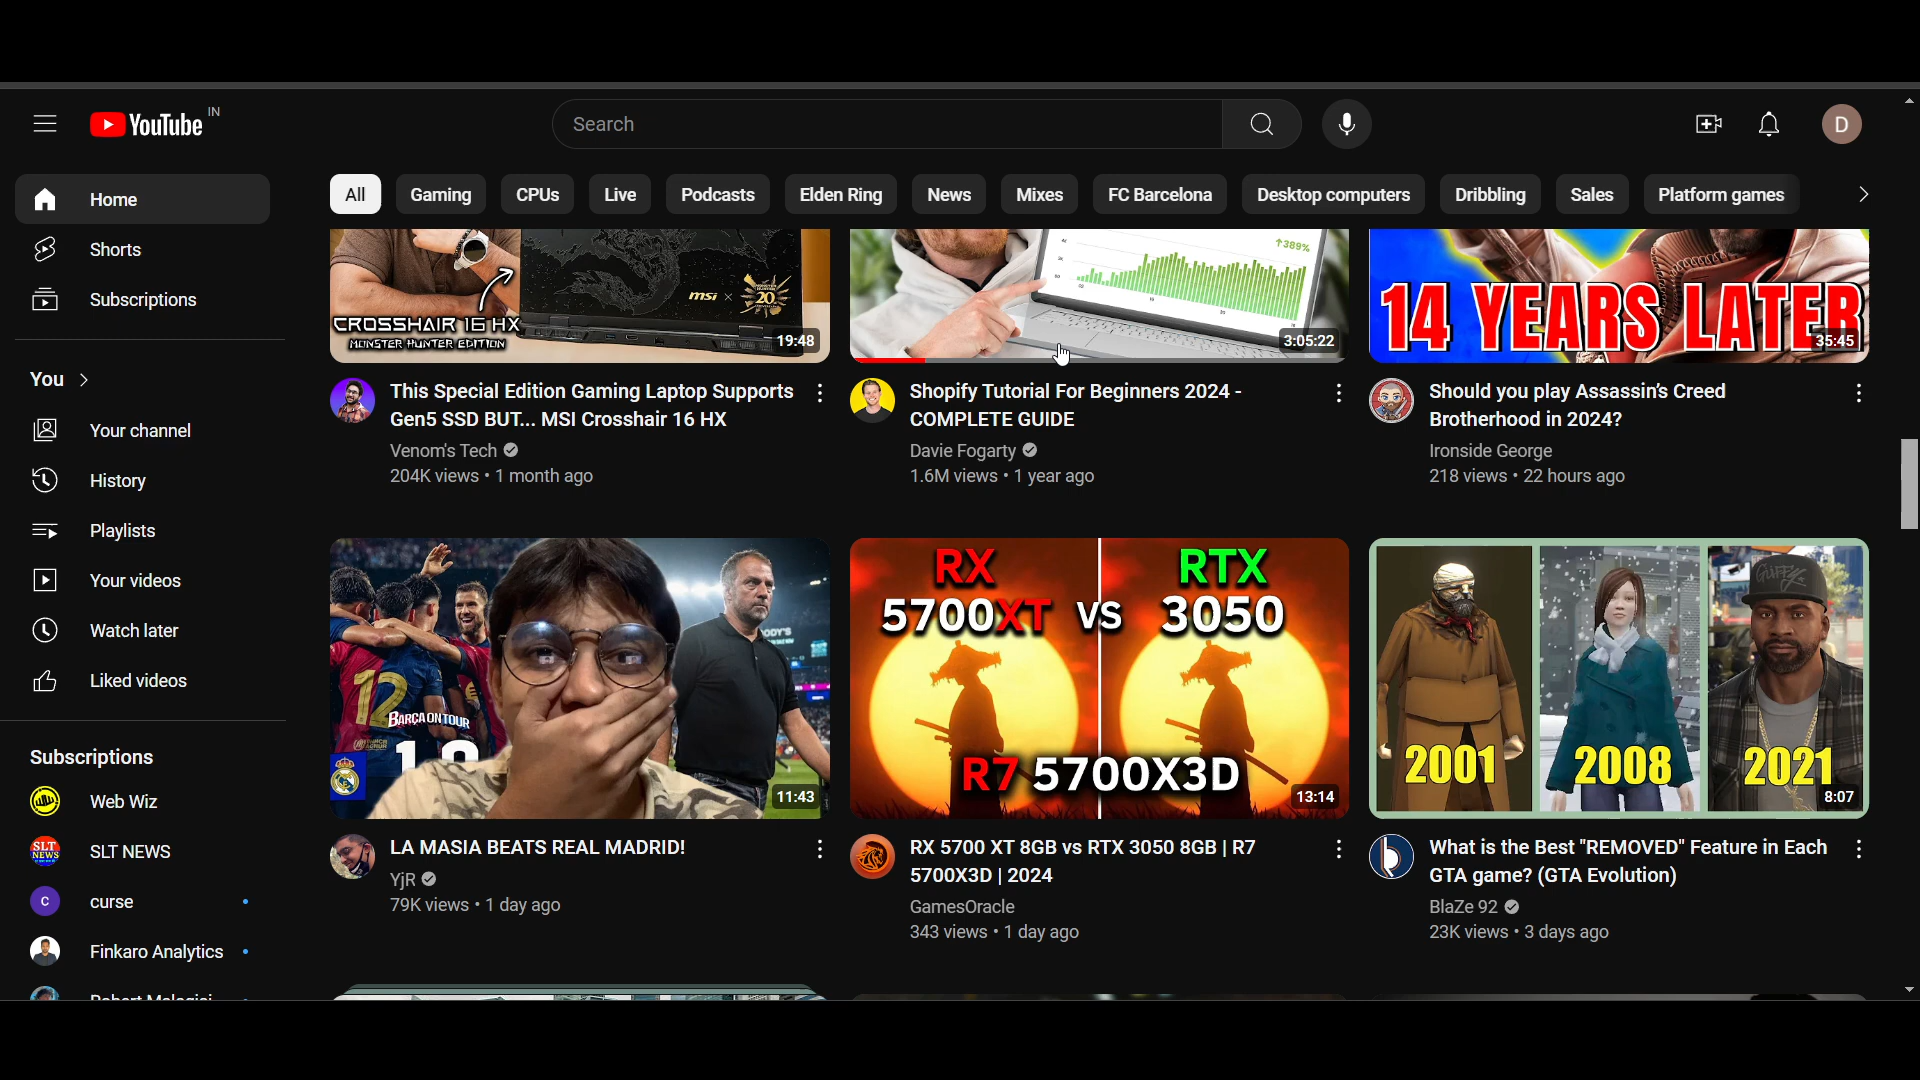 YouTube IN
Search
D
Home
Shorts
Subscriptions
You
Your channel
History
Playlists
Your videos
Watch later
Liked videos
Subscriptions
Web Wiz
SLT NEWS
SLT NEWS
C curse
Finkaro Analytics
All Gaming CPUs Live Podcasts Elden Ring News Mixes FC Barcelona Desktop computers Dribbling Sales Platform games
msi × 20
CROSSHAIR 16 HX
MONSTER HUNTER EDITION
19:48
This Special Edition Gaming Laptop Supports
Gen5 SSD BUT... MSI Crosshair 16 HX
Venom's Tech
204K views • 1 month ago
↑389%
3:05:22
Shopify Tutorial For Beginners 2024 -
COMPLETE GUIDE
Davie Fogarty
1.6M views • 1 year ago
14 YEARS LATER
35:45
Should you play Assassin's Creed
Brotherhood in 2024?
Ironside George
218 views • 22 hours ago
12
BARÇA ON TOUR
11:43
LA MASIA BEATS REAL MADRID!
YjR
79K views • 1 day ago
RX
5700XT VS
RTX
3050
R7 5700X3D
13:14
RX 5700 XT 8GB vs RTX 3050 8GB | R7
5700X3D | 2024
GamesOracle
343 views • 1 day ago
2001 2008 2021
8:07
What is the Best "REMOVED" Feature in Each
GTA game? (GTA Evolution)
BlaZe 92
23K views • 3 days ago